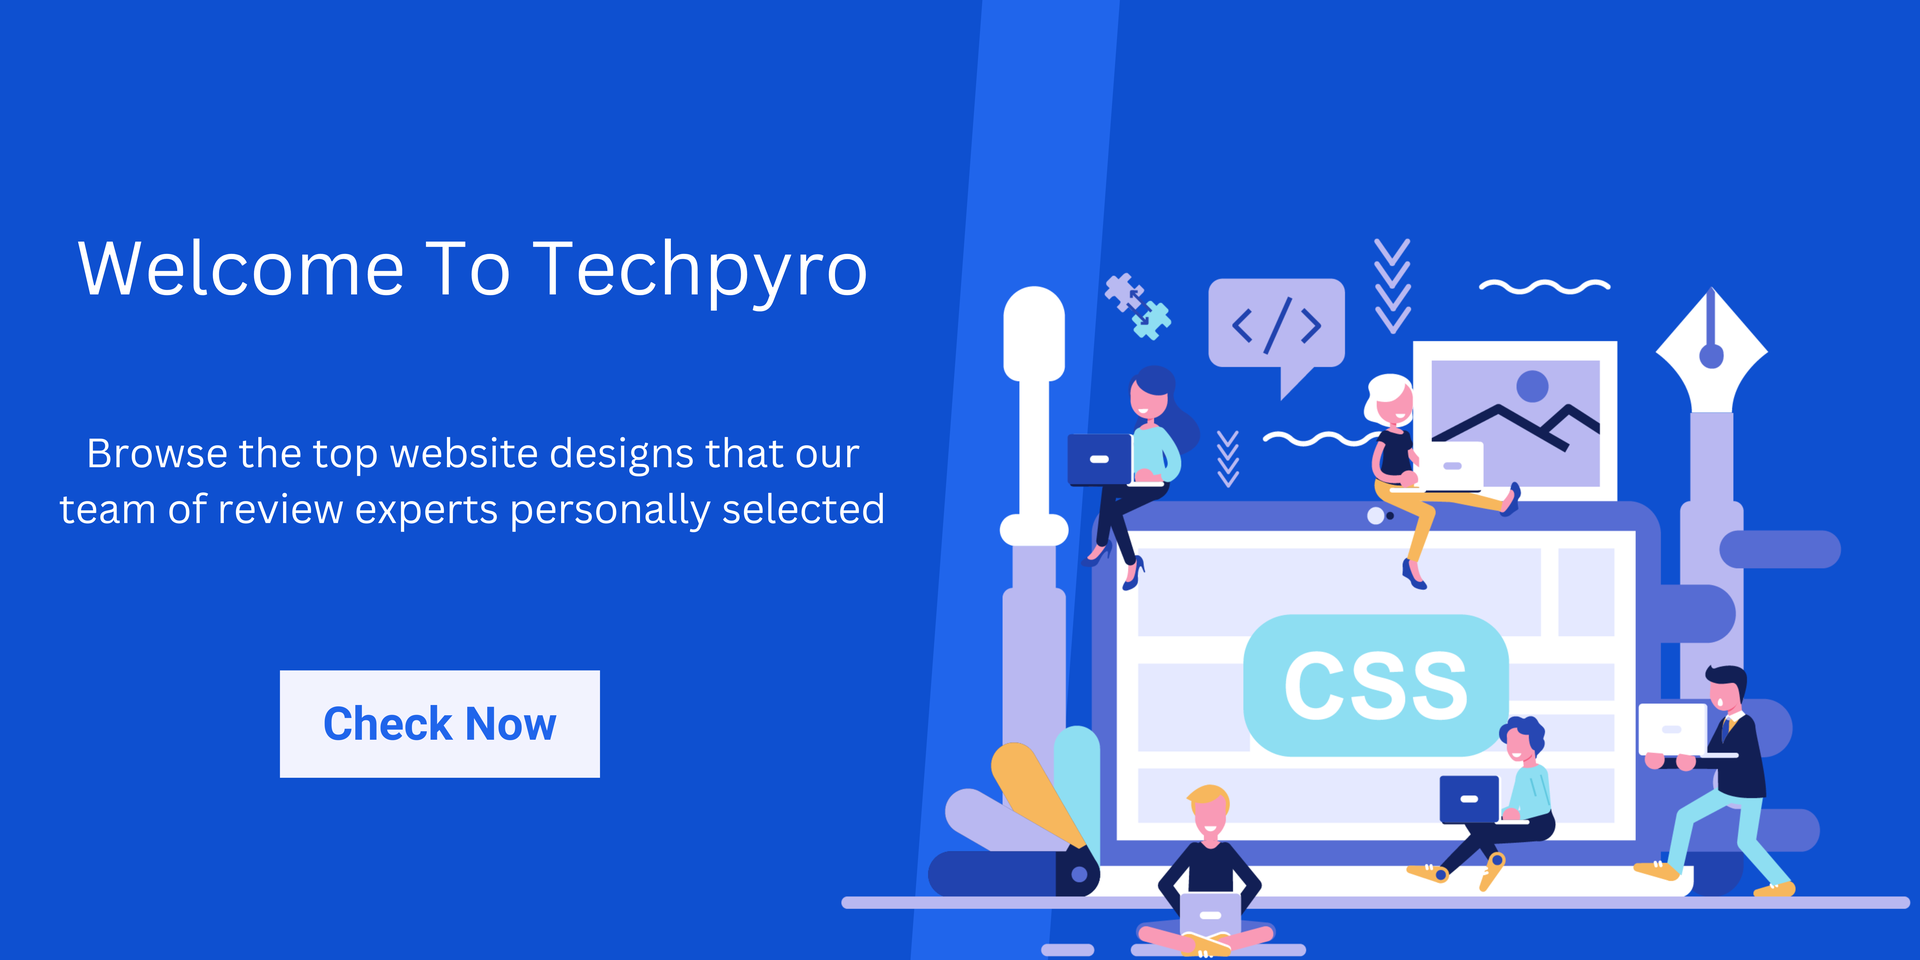 Welcome To Techpyro
Browse the top website designs that our
team of review experts personally selected
Check Now
</>
CSS